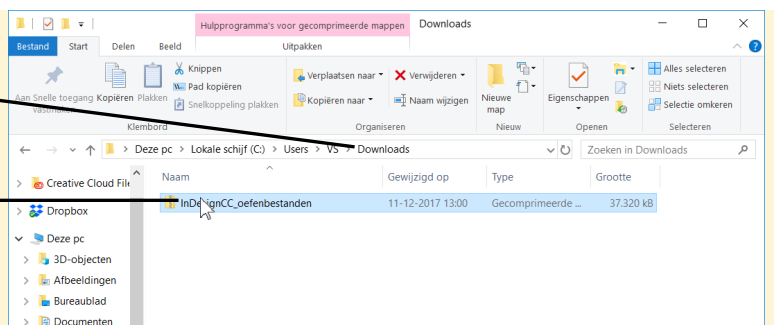 Hulpprogramma's voor gecomprimeerde mappen Downloads
Bestand Start Delen Beeld Uitpakken
Aan Snelle toegang vastmaken
Kopiëren
Plakken
Knippen
Pad kopiëren
Snelkoppeling plakken
Klembord
Verplaatsen naar
Kopiëren naar
Verwijderen
Naam wijzigen
Organiseren
Nieuwe
map
Nieuw
Eigenschappen
Openen
Alles selecteren
Niets selecteren
Selectie omkeren
Selecteren
Deze pc > Lokale schijf (C:) > Users > VS > Downloads
Zoeken in Downloads
Naam Gewijzigd op Type Grootte
InDesignCC_oefenbestanden 11-12-2017 13:00 Gecomprimeerde ... 37.320 kB
Creative Cloud File
Dropbox
Deze pc
3D-objecten
Afbeeldingen
Bureaublad
Documenten